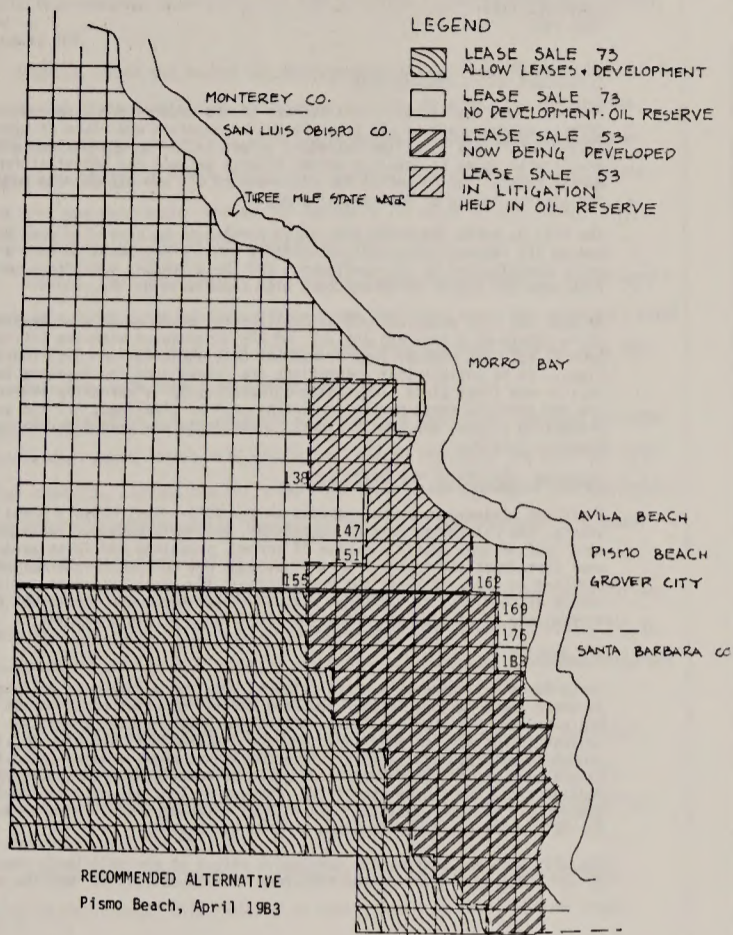 LEGEND
LEASE SALE 73
ALLOW LEASES + DEVELOPMENT
LEASE SALE 73
NO DEVELOPMENT - OIL RESERVE
LEASE SALE 53
NOW BEING DEVELOPED
LEASE SALE 53
IN LITIGATION
HELD IN OIL RESERVE
MONTEREY CO.
SAN LUIS OBISPO CO.
THREE MILE STATE WATER
MORRO BAY
138
AVILA BEACH
147
PISMO BEACH
151
155
162
GROVER CITY
169
176
SANTA BARBARA CO
183
RECOMMENDED ALTERNATIVE
Pismo Beach, April 1983